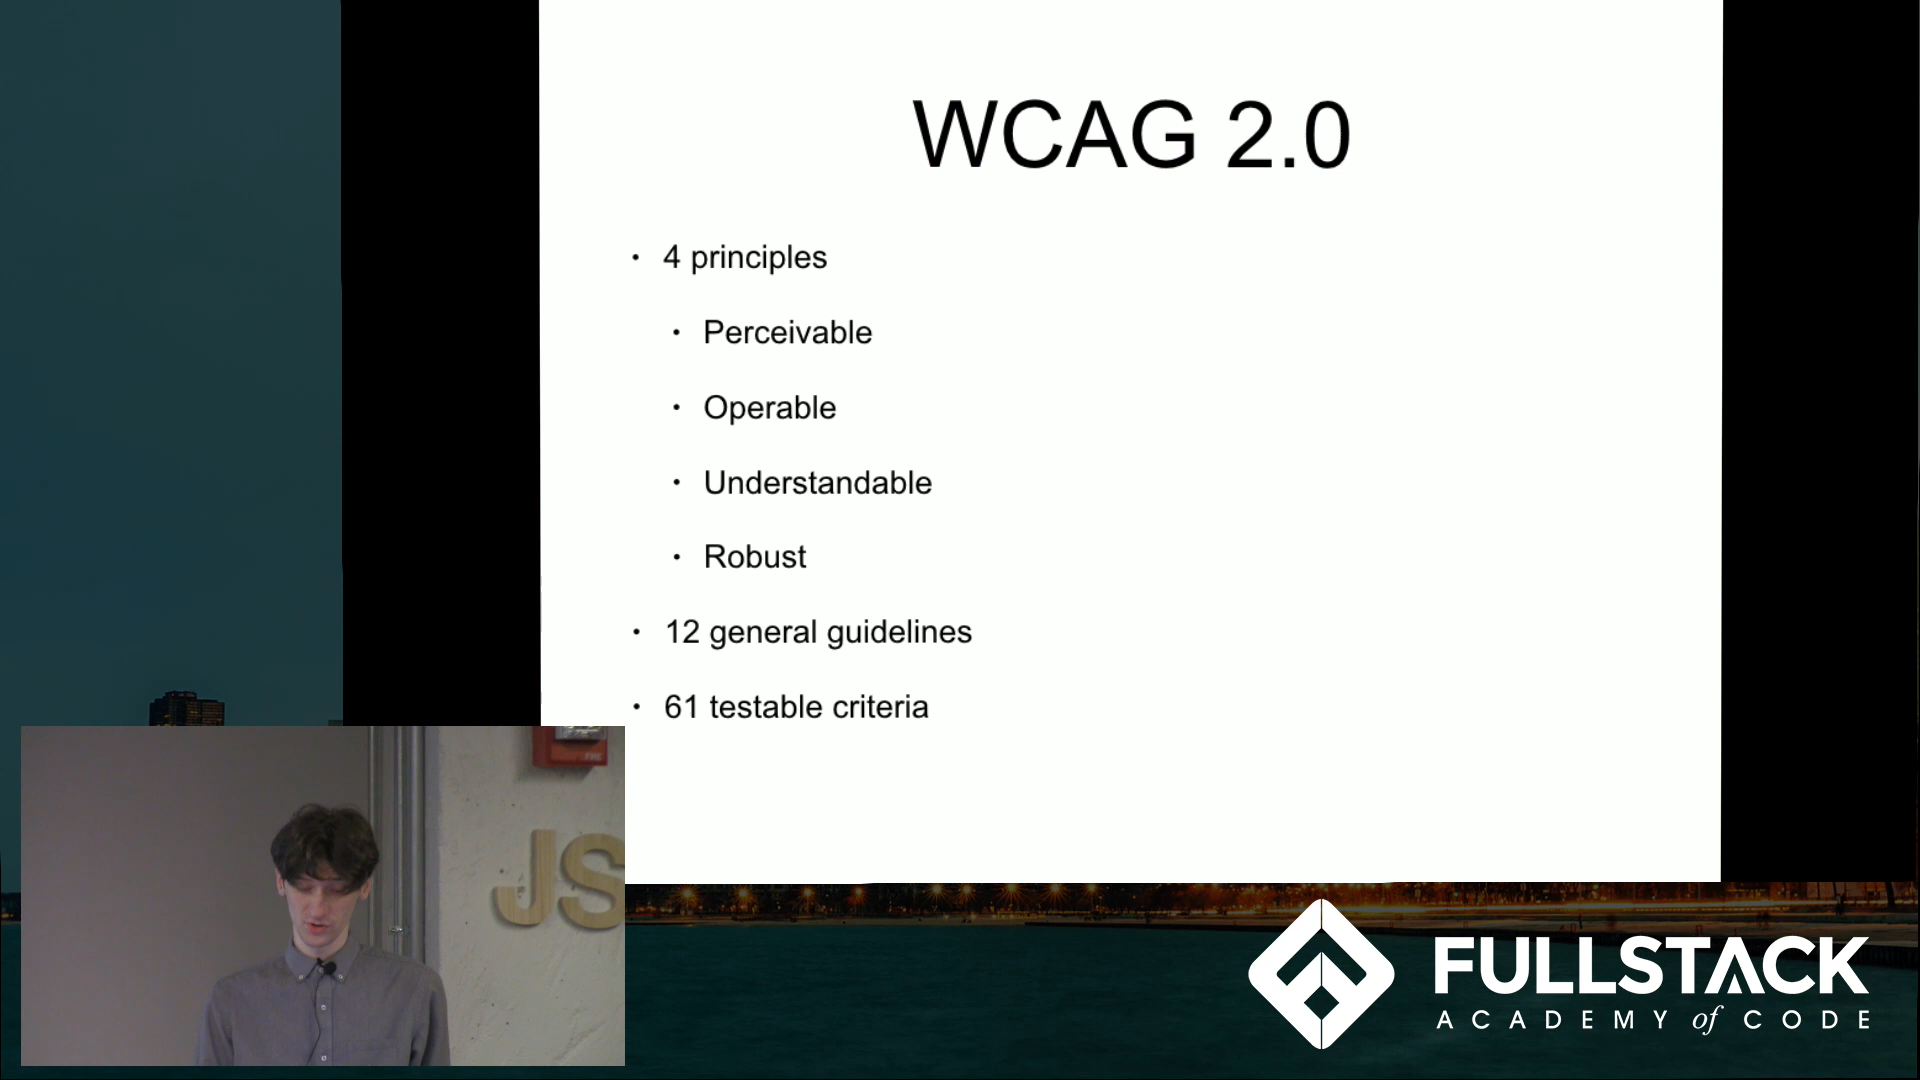 WCAG 2.0
• 4 principles
• Perceivable
• Operable
• Understandable
• Robust
• 12 general guidelines
• 61 testable criteria
JS
FULLSTACK
ACADEMY of CODE